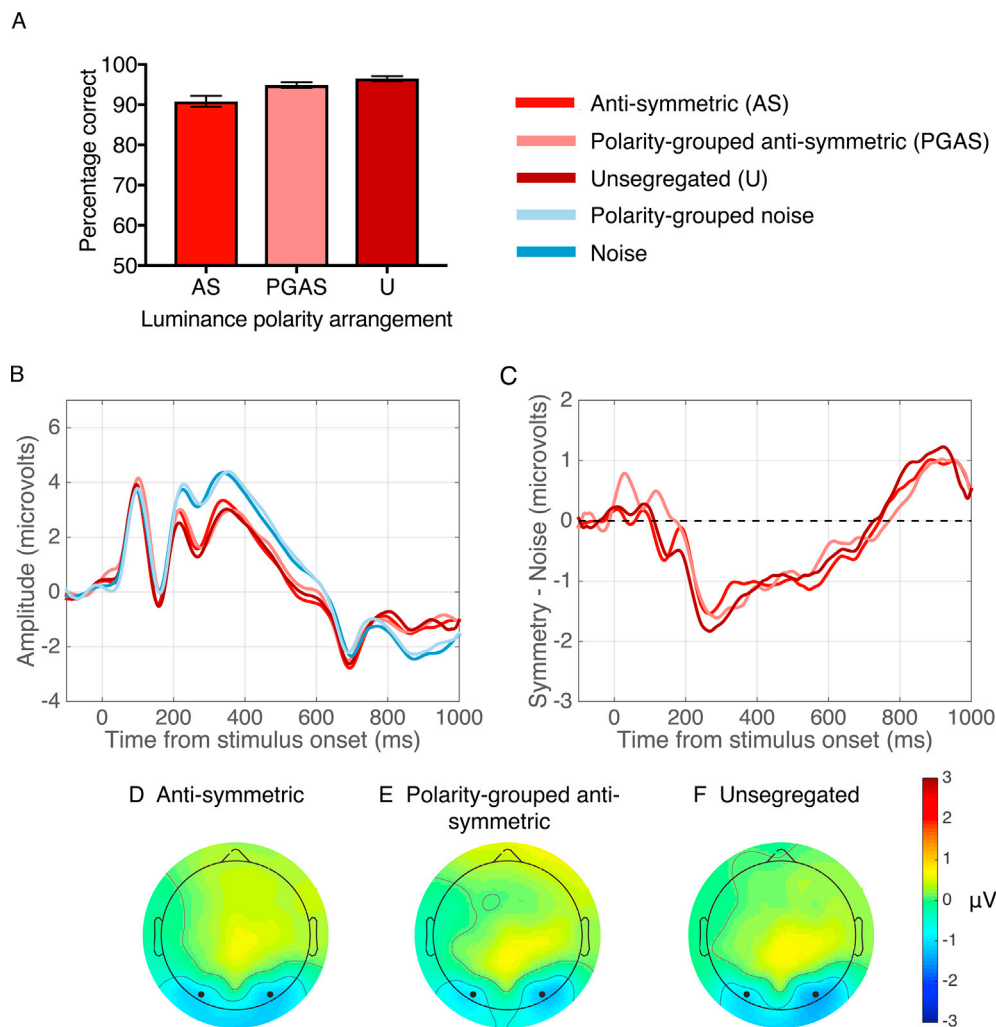 A
Percentage correct
100
90
80
70
60
50
AS PGAS U
Luminance polarity arrangement
Anti-symmetric (AS)
Polarity-grouped anti-symmetric (PGAS)
Unsegregated (U)
Polarity-grouped noise
Noise
B
Amplitude (microvolts)
6
4
2
0
-2
-4
0 200 400 600 800 1000
Time from stimulus onset (ms)
C
Symmetry - Noise (microvolts)
2
1
0
-1
-2
-3
0 200 400 600 800 1000
Time from stimulus onset (ms)
D Anti-symmetric
E Polarity-grouped anti-
symmetric
F Unsegregated
3
2
1
0
-1
-2
-3
μV